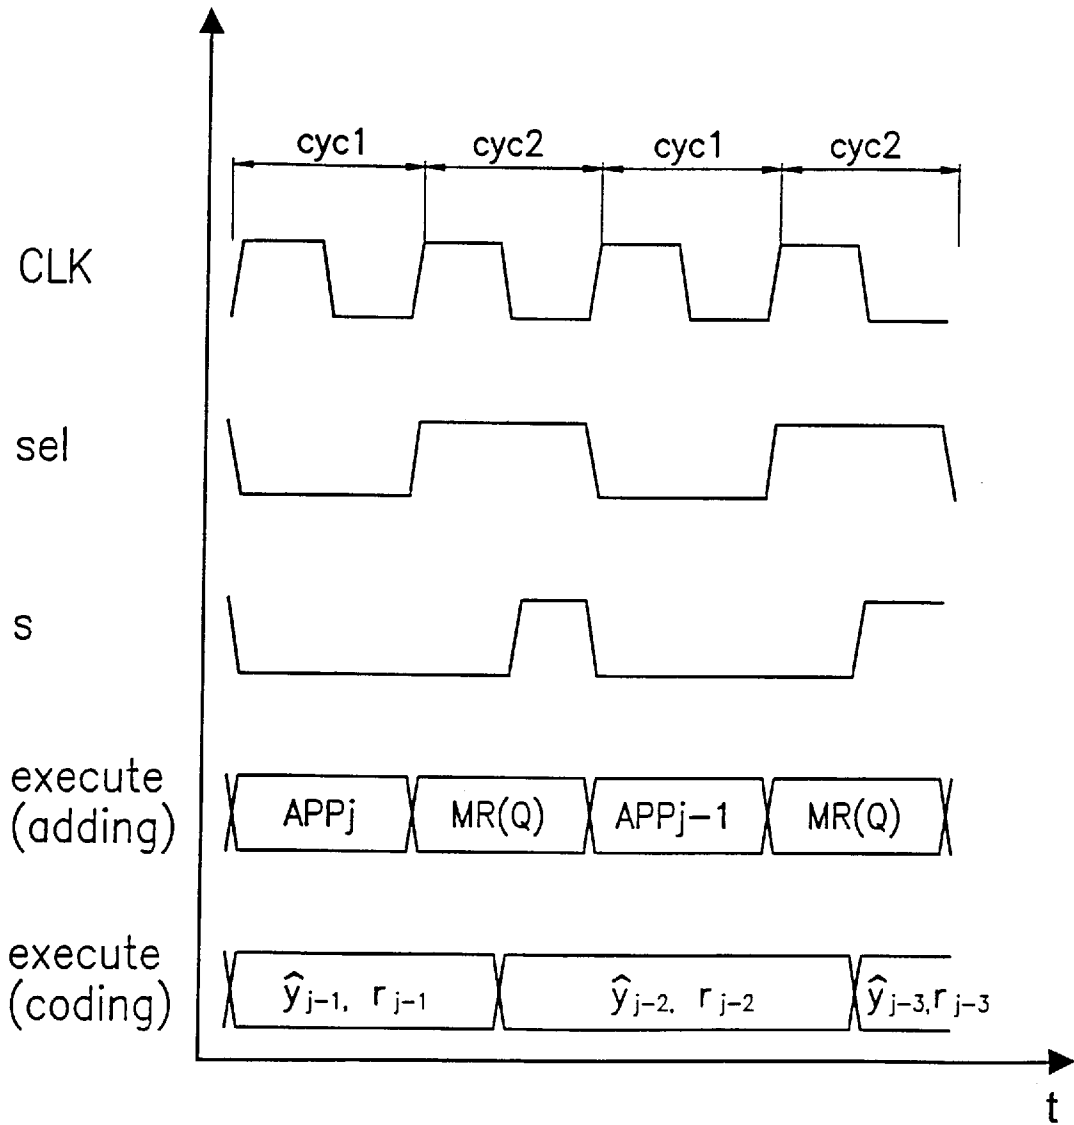 cyc1 cyc2 cyc1 cyc2
CLK
sel
s
execute
(adding)
APPj MR(Q) APPj-1 MR(Q)
execute
(coding)
ŷj-1, rj-1 ŷj-2, rj-2 ŷj-3, rj-3
t